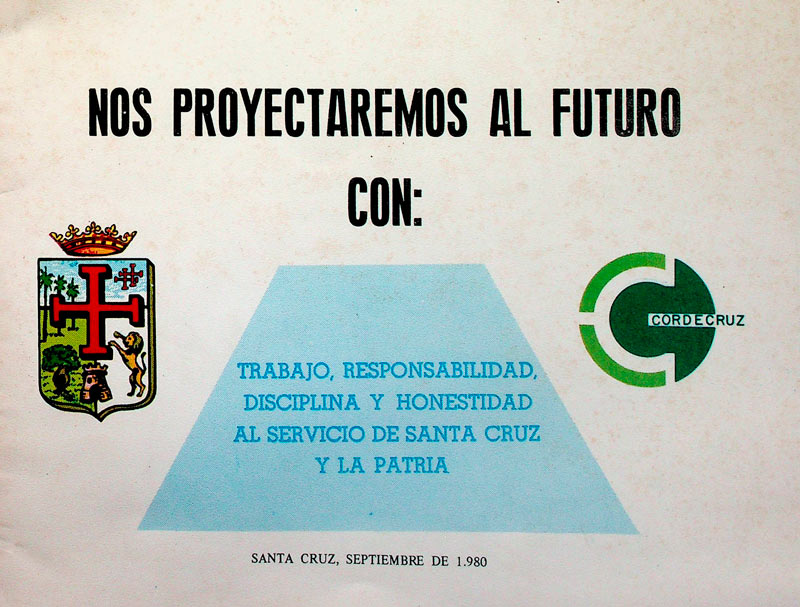 NOS PROYECTAREMOS AL FUTURO
CON:
CORDECRUZ
TRABAJO, RESPONSABILIDAD,
DISCIPLINA Y HONESTIDAD
AL SERVICIO DE SANTA CRUZ
Y LA PATRIA
SANTA CRUZ, SEPTIEMBRE DE 1.980